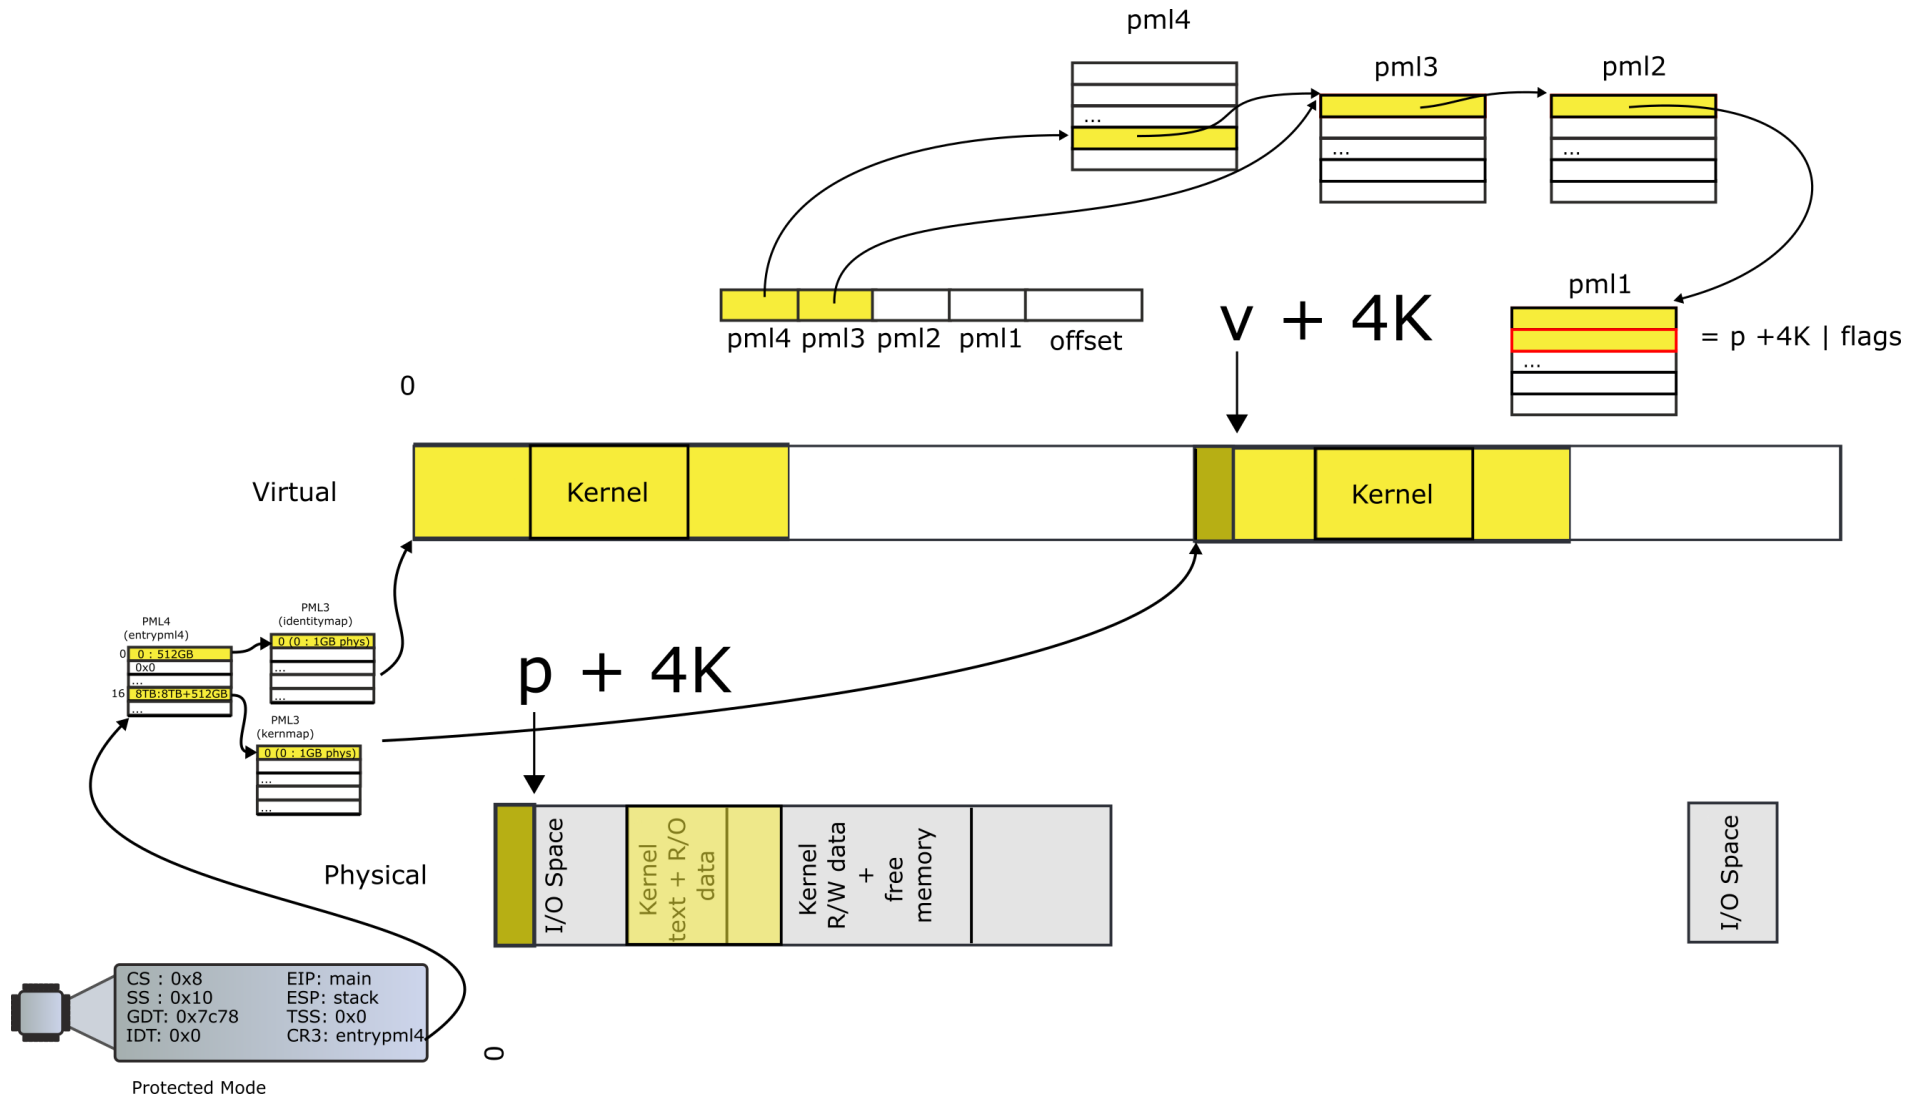 pml4
pml3
pml2
...
...
...
pml1
pml4 pml3 pml2 pml1 offset
v + 4K
= p +4K | flags
...
0
Virtual
Kernel
Kernel
PML4
(entrypml4)
0
0 : 512GB
0x0
...
16
8TB:8TB+512GB
...
PML3
(identitymap)
0 (0 : 1GB phys)
...
...
PML3
(kernmap)
0 (0 : 1GB phys)
...
...
p + 4K
Physical
I/O Space
Kernel
text + R/O
data
Kernel
R/W data
+
free
memory
I/O Space
CS : 0x8 EIP: main
SS : 0x10 ESP: stack
GDT: 0x7c78 TSS: 0x0
IDT: 0x0 CR3: entrypml4
0
Protected Mode